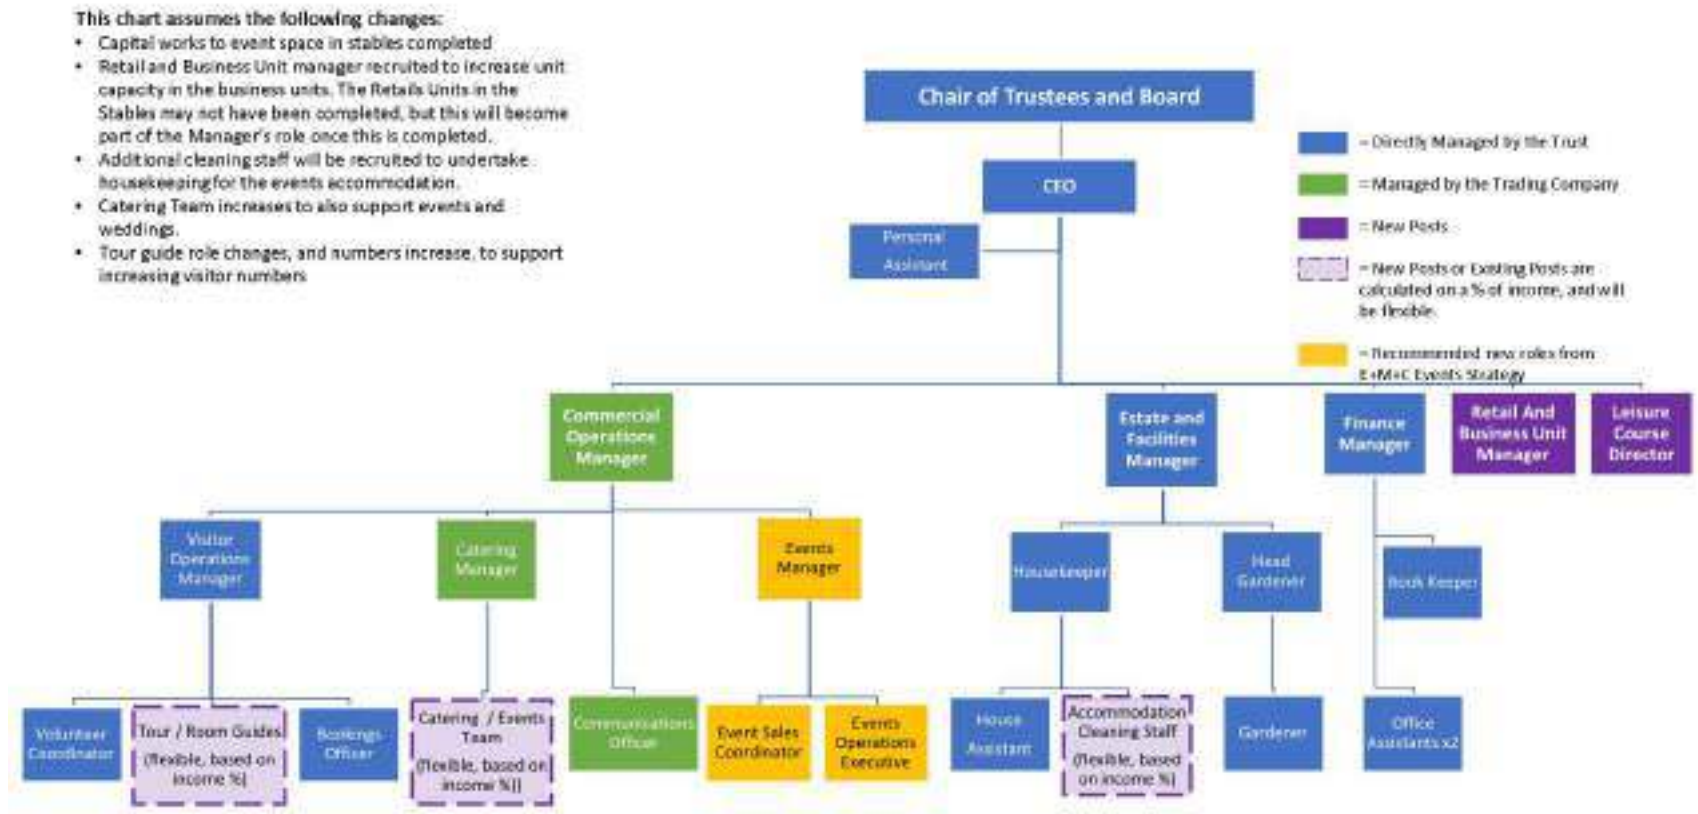 This chart assumes the following changes:
• Capital works to event space in stables completed
• Retail and Business Unit manager recruited to increase unit
capacity in the business units. The Retails Units in the
Stables may not have been completed, but this will become
part of the Manager's role once this is completed.
• Additional cleaning staff will be recruited to undertake
housekeeping for the events accommodation.
• Catering Team increases to also support events and
weddings.
• Tour guide role changes, and numbers increase, to support
increasing visitor numbers
Chair of Trustees and Board
CEO
Personal
Assistant
= Directly Managed by the Trust
= Managed by the Trading Company
= New Posts
= New Posts or Existing Posts are
calculated on a % of income, and will
be flexible.
= Recommended new roles from
E+M+C Events Strategy
Commercial
Operations
Manager
Estate and
Facilities
Manager
Finance
Manager
Retail And
Business Unit
Manager
Leisure
Course
Director
Visitor
Operations
Manager
Catering
Manager
Events
Manager
Housekeeper
Head
Gardener
Book Keeper
Volunteer
Coordinator
Tour / Room Guides
(flexible, based on
income %)
Bookings
Officer
Catering / Events
Team
(flexible, based on
income %))
Communications
Officer
Event Sales
Coordinator
Events
Operations
Executive
House
Assistant
Accommodation
Cleaning Staff
(flexible, based
on income %)
Gardener
Office
Assistants x2